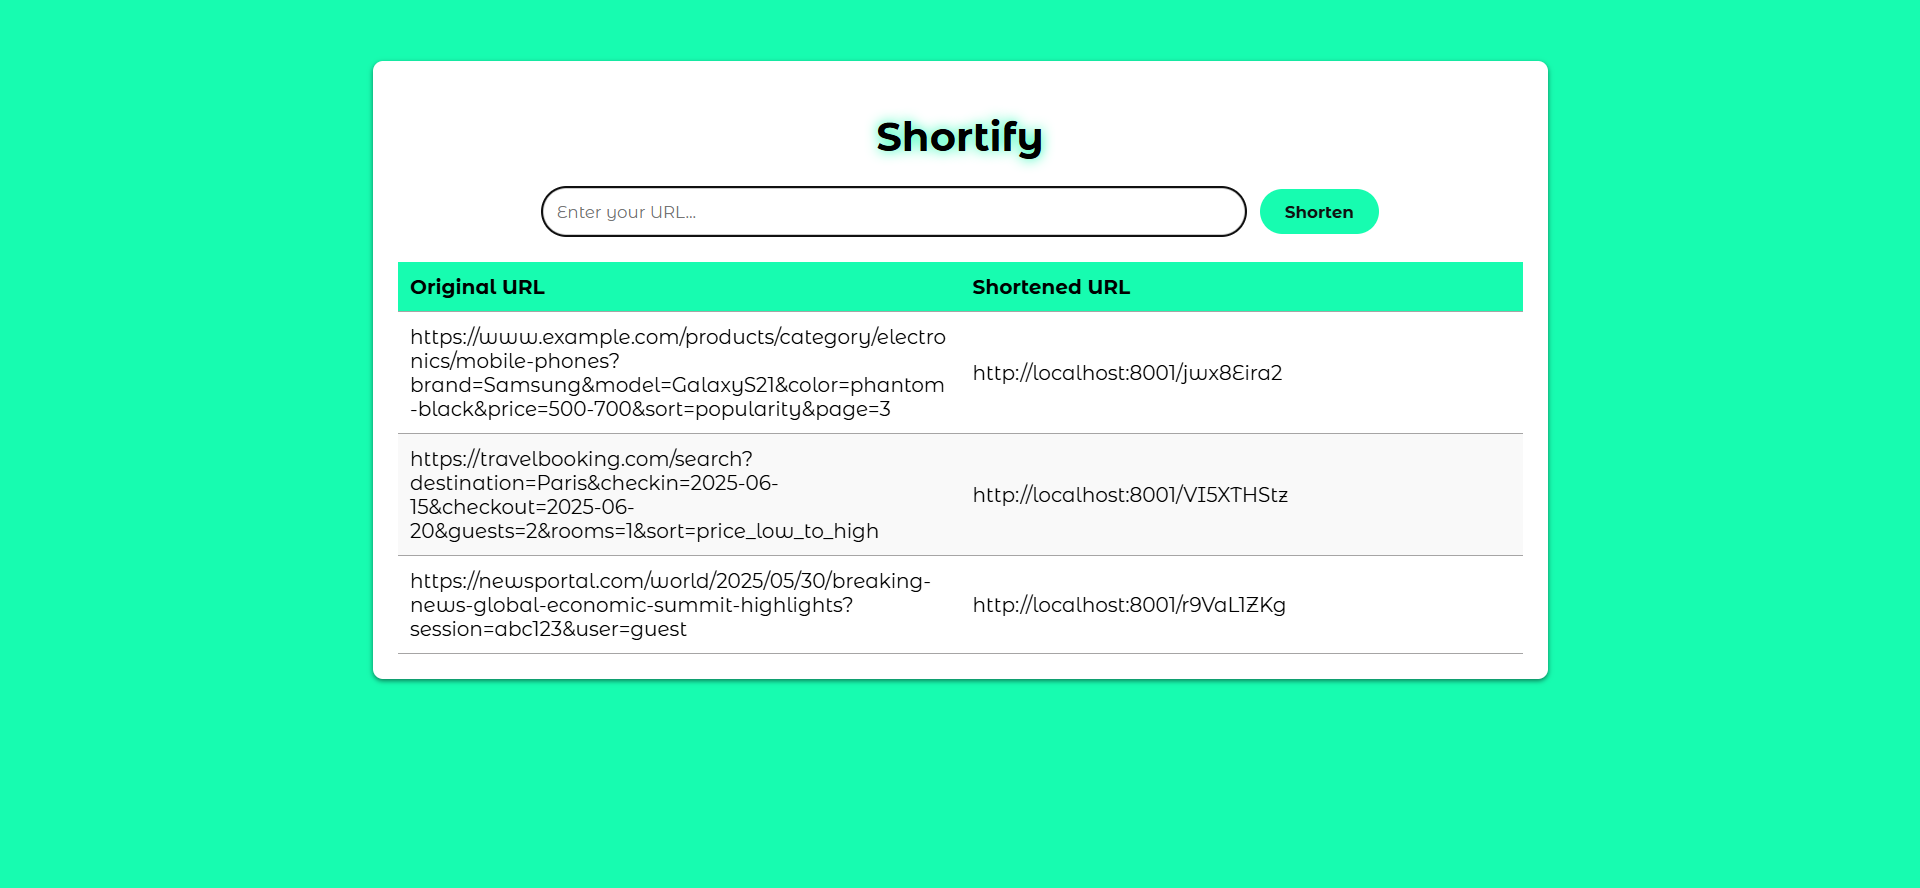 Shortify
Enter your URL...
Shorten
Original URL
Shortened URL
https://www.example.com/products/category/electro
nics/mobile-phones?
brand=Samsung&model=GalaxyS21&color=phantom
-black&price=500-700&sort=popularity&page=3
http://localhost:8001/jwx8Eira2
https://travelbooking.com/search?
destination=Paris&checkin=2025-06-
15&checkout=2025-06-
20&guests=2&rooms=1&sort=price_low_to_high
http://localhost:8001/VI5XTHStz
https://newsportal.com/world/2025/05/30/breaking-
news-global-economic-summit-highlights?
session=abc123&user=guest
http://localhost:8001/r9VaL1ZKg